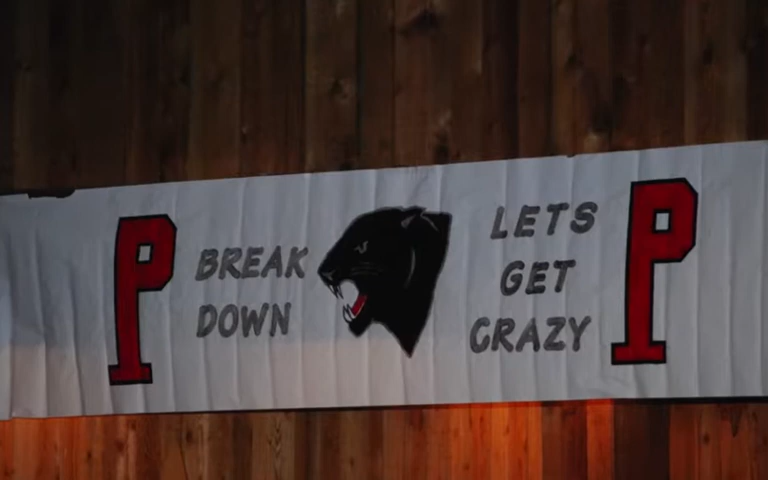 P
BREAK
DOWN
LETS
GET
CRAZY
P